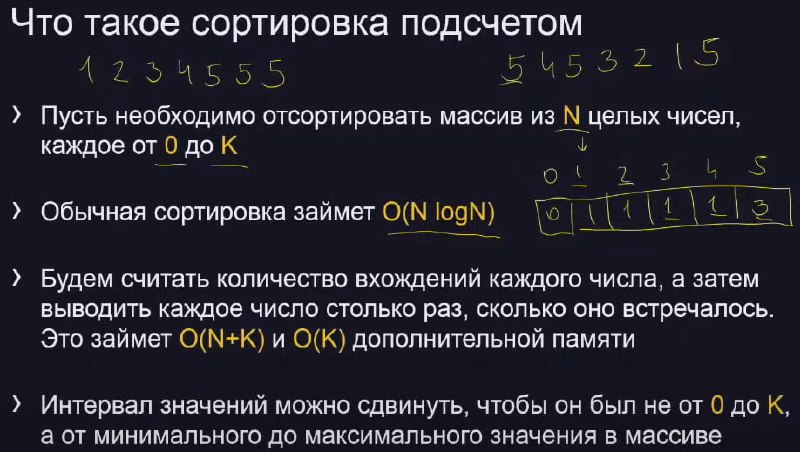 Что такое сортировка подсчетом
1 2 3 4 5 5 5
5 4 5 3 2 1 5
› Пусть необходимо отсортировать массив из N целых чисел,
каждое от 0 до K
0 1 2 3 4 5
0 1 1 1 1 3
› Обычная сортировка займет O(N logN)
› Будем считать количество вхождений каждого числа, а затем
выводить каждое число столько раз, сколько оно встречалось.
Это займет O(N+K) и O(K) дополнительной памяти
› Интервал значений можно сдвинуть, чтобы он был не от 0 до K,
а от минимального до максимального значения в массиве